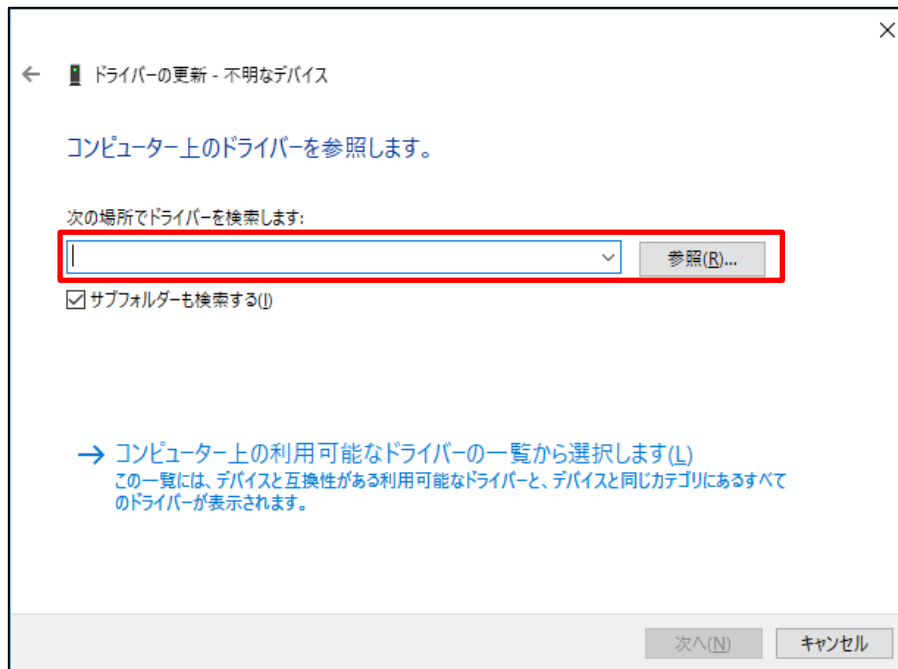 ドライバーの更新 - 不明なデバイス
コンピューター上のドライバーを参照します。
次の場所でドライバーを検索します:
参照(R)...
サブフォルダーも検索する(I)
コンピューター上の利用可能なドライバーの一覧から選択します(L)
この一覧には、デバイスと互換性がある利用可能なドライバーと、デバイスと同じカテゴリにあるすべて
のドライバーが表示されます。
次へ(N)
キャンセル